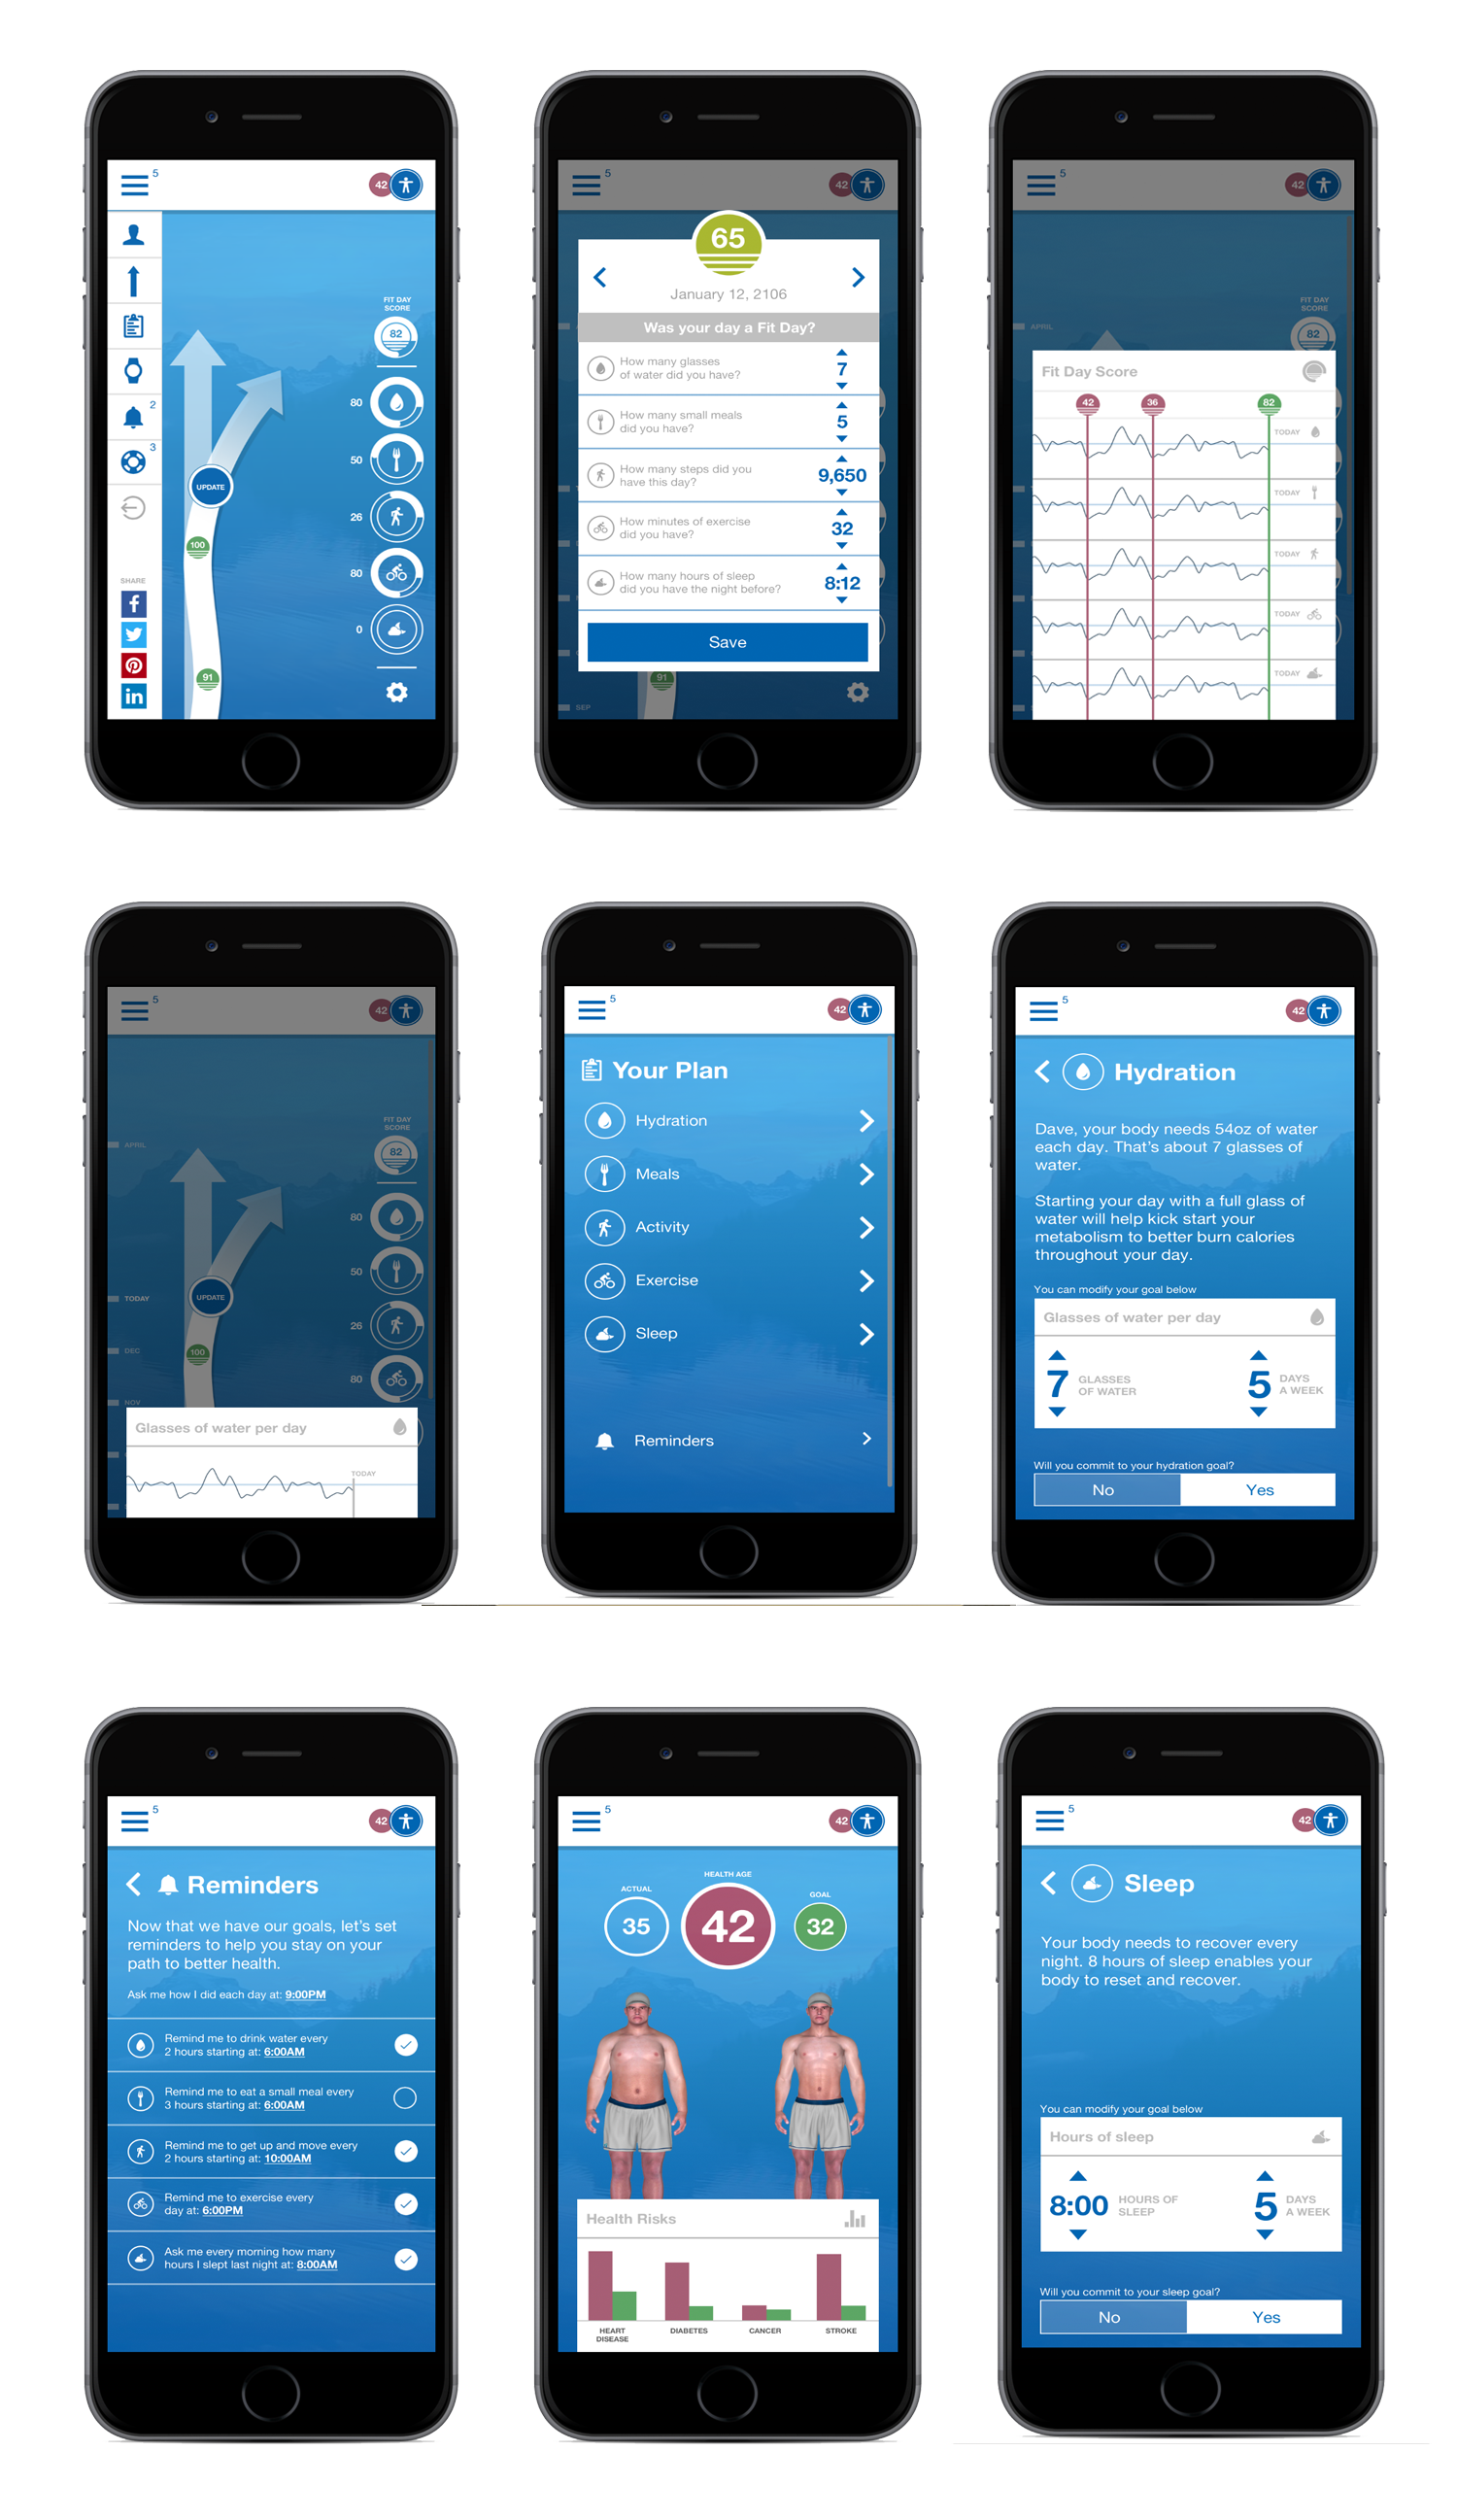 5
42
2
3
SHARE
UPDATE
100
91
FIT DAY
SCORE
82
80
50
26
80
0
5
42
65
January 12, 2106
Was your day a Fit Day?
How many glasses
of water did you have?
7
How many small meals
did you have?
5
How many steps did you
have this day?
9,650
How minutes of exercise
did you have?
32
How many hours of sleep
did you have the night before?
8:12
Save
91
SEP
5
42
FIT DAY
SCORE
82
APRIL
Fit Day Score
42
36
82
TODAY
TODAY
TODAY
TODAY
TODAY
5
42
FIT DAY
SCORE
82
APRIL
80
50
TODAY
UPDATE
26
DEC
100
80
NOV
Glasses of water per day
TODAY
5
42
Your Plan
Hydration
Meals
Activity
Exercise
Sleep
Reminders
5
42
Hydration
Dave, your body needs 54oz of water
each day. That's about 7 glasses of
water.
Starting your day with a full glass of
water will help kick start your
metabolism to better burn calories
throughout your day.
You can modify your goal below
Glasses of water per day
7 GLASSES
OF WATER
5 DAYS
A WEEK
Will you commit to your hydration goal?
No
Yes
5
42
Reminders
Now that we have our goals, let's set
reminders to help you stay on your
path to better health.
Ask me how I did each day at: 9:00PM
Remind me to drink water every
2 hours starting at: 6:00AM
Remind me to eat a small meal every
3 hours starting at: 6:00AM
Remind me to get up and move every
2 hours starting at: 10:00AM
Remind me to exercise every
day at: 6:00PM
Ask me every morning how many
hours I slept last night at: 8:00AM
5
42
ACTUAL
35
HEALTH AGE
42
GOAL
32
Health Risks
HEART
DISEASE
DIABETES
CANCER
STROKE
5
42
Sleep
Your body needs to recover every
night. 8 hours of sleep enables your
body to reset and recover.
You can modify your goal below
Hours of sleep
8:00 HOURS OF
SLEEP
5 DAYS
A WEEK
Will you commit to your sleep goal?
No
Yes